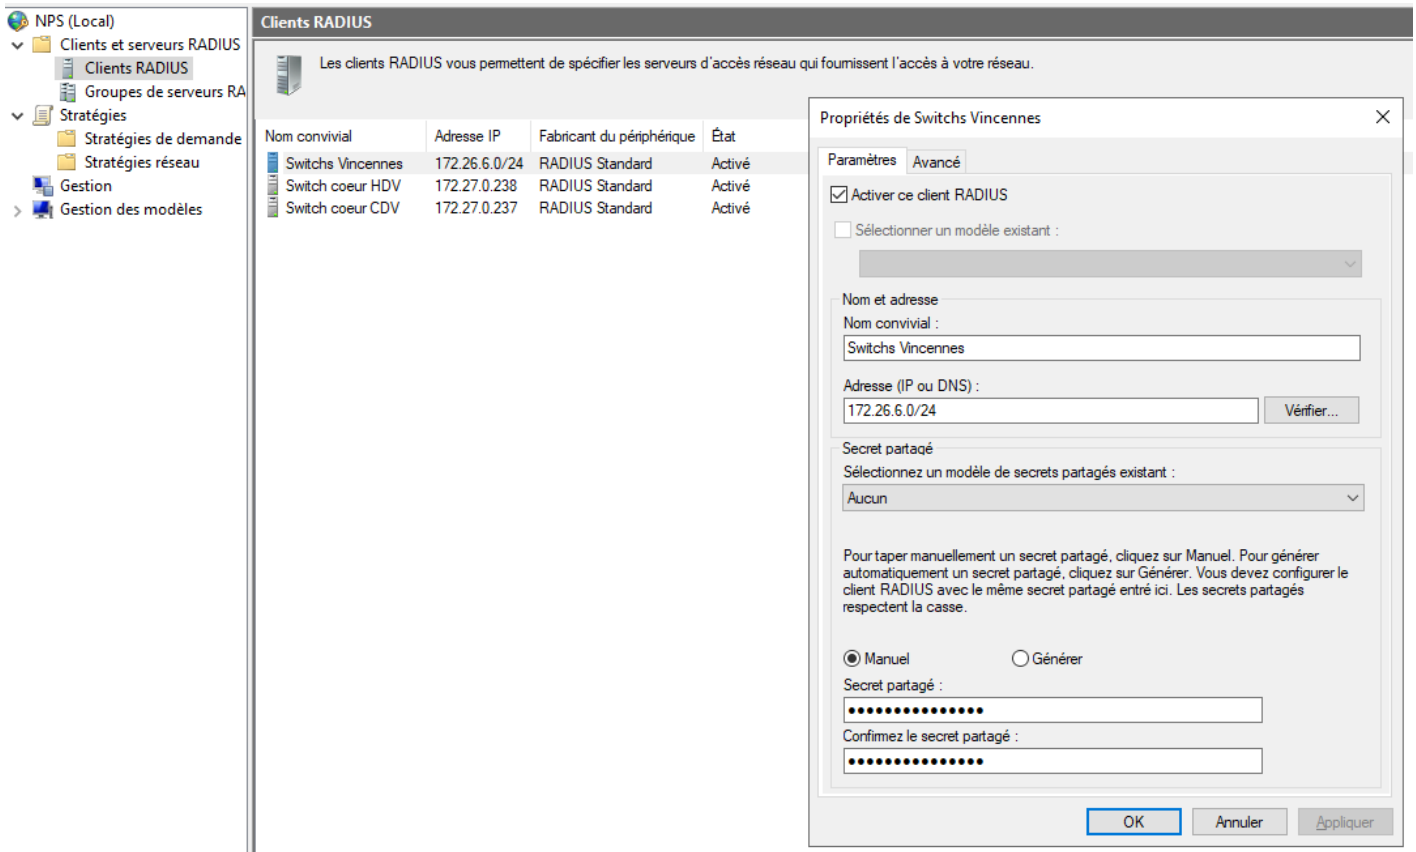 NPS (Local)
Clients et serveurs RADIUS
Clients RADIUS
Groupes de serveurs RA
Stratégies
Stratégies de demande
Stratégies réseau
Gestion
Gestion des modèles
Clients RADIUS
Les clients RADIUS vous permettent de spécifier les serveurs d'accès réseau qui fournissent l'accès à votre réseau.
Nom convivial Adresse IP Fabricant du périphérique État
Switchs Vincennes 172.26.6.0/24 RADIUS Standard Activé
Switch coeur HDV 172.27.0.238 RADIUS Standard Activé
Switch coeur CDV 172.27.0.237 RADIUS Standard Activé
Propriétés de Switchs Vincennes
Paramètres Avancé
Activer ce client RADIUS
Sélectionner un modèle existant :
Nom et adresse
Nom convivial :
Switchs Vincennes
Adresse (IP ou DNS) :
172.26.6.0/24 Vérifier...
Secret partagé
Sélectionnez un modèle de secrets partagés existant :
Aucun
Pour taper manuellement un secret partagé, cliquez sur Manuel. Pour générer
automatiquement un secret partagé, cliquez sur Générer. Vous devez configurer le
client RADIUS avec le même secret partagé entré ici. Les secrets partagés
respectent la casse.
Manuel Générer
Secret partagé :
●●●●●●●●●●●●●●●
Confirmez le secret partagé :
●●●●●●●●●●●●●●●
OK Annuler Appliquer